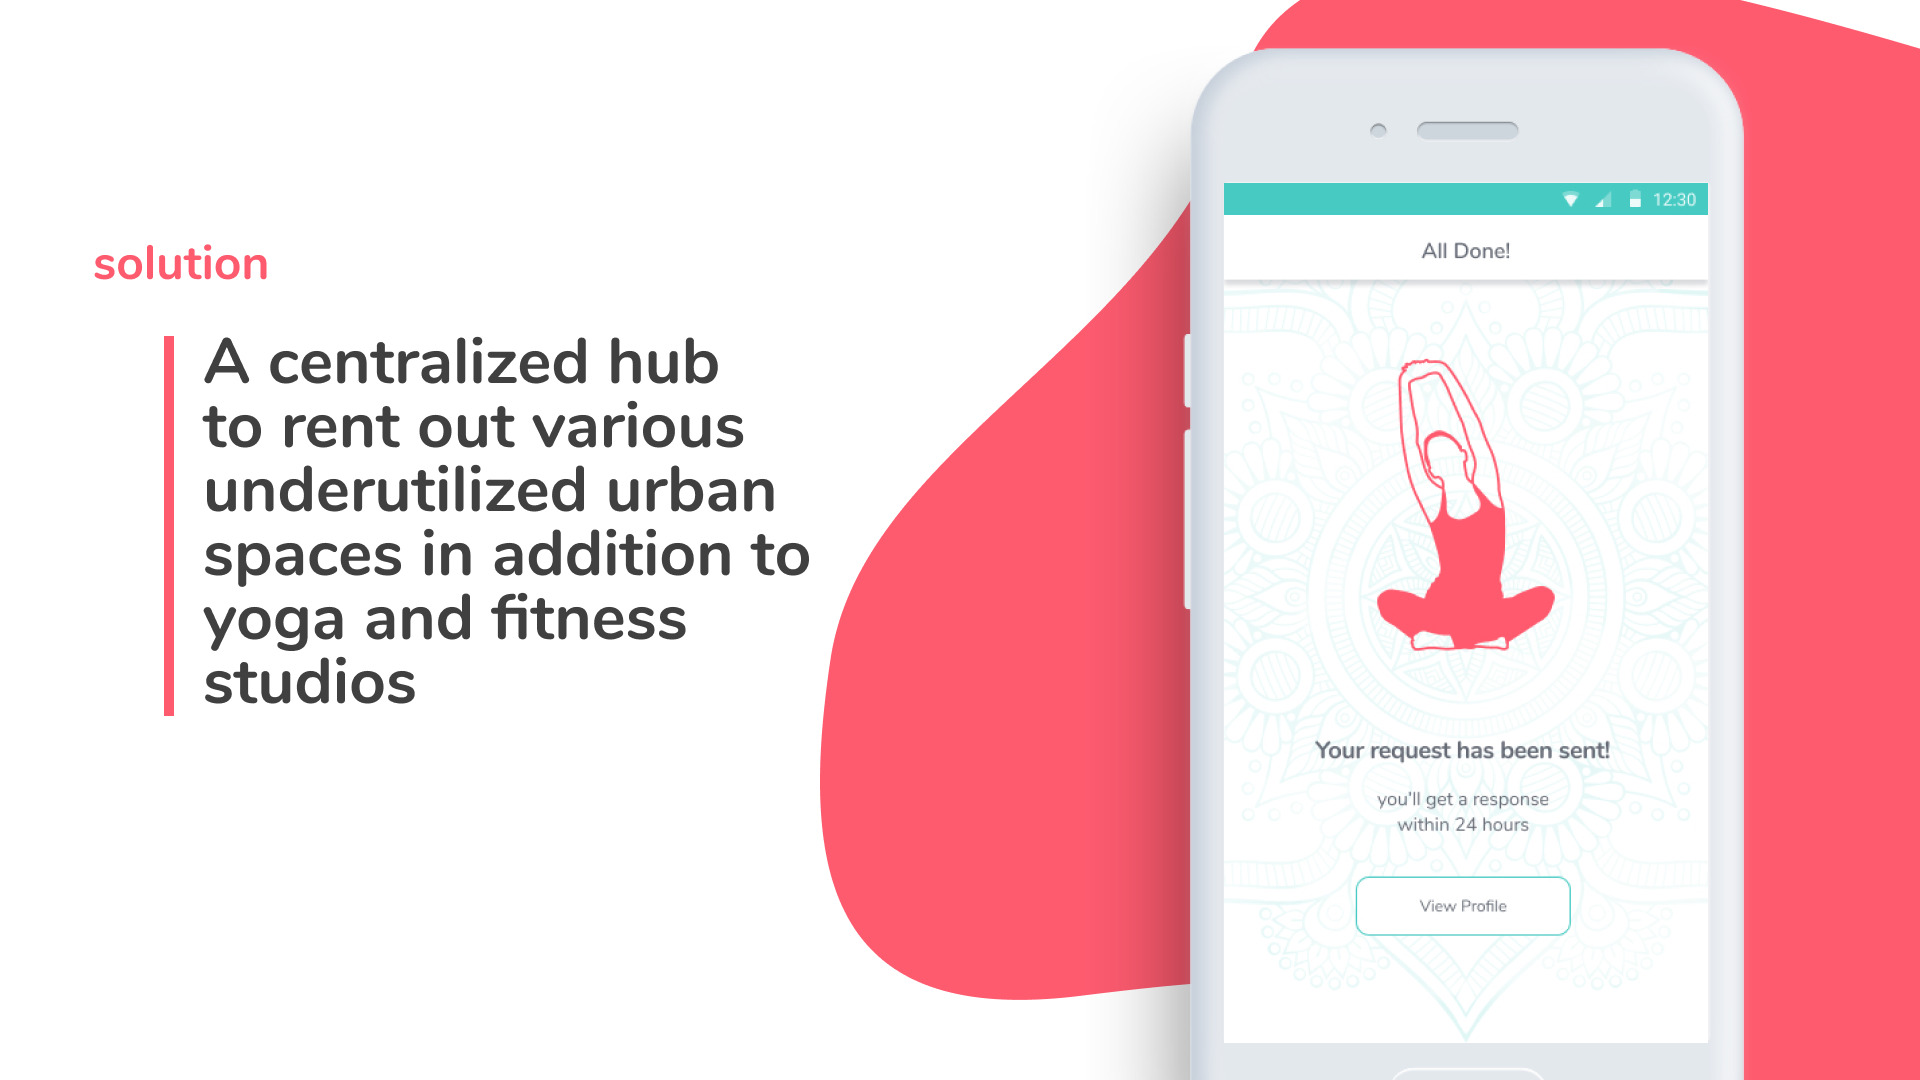 solution
A centralized hub
to rent out various
underutilized urban
spaces in addition to
yoga and fitness
studios
12:30
All Done!
Your request has been sent!
you'll get a response
within 24 hours
View Profile